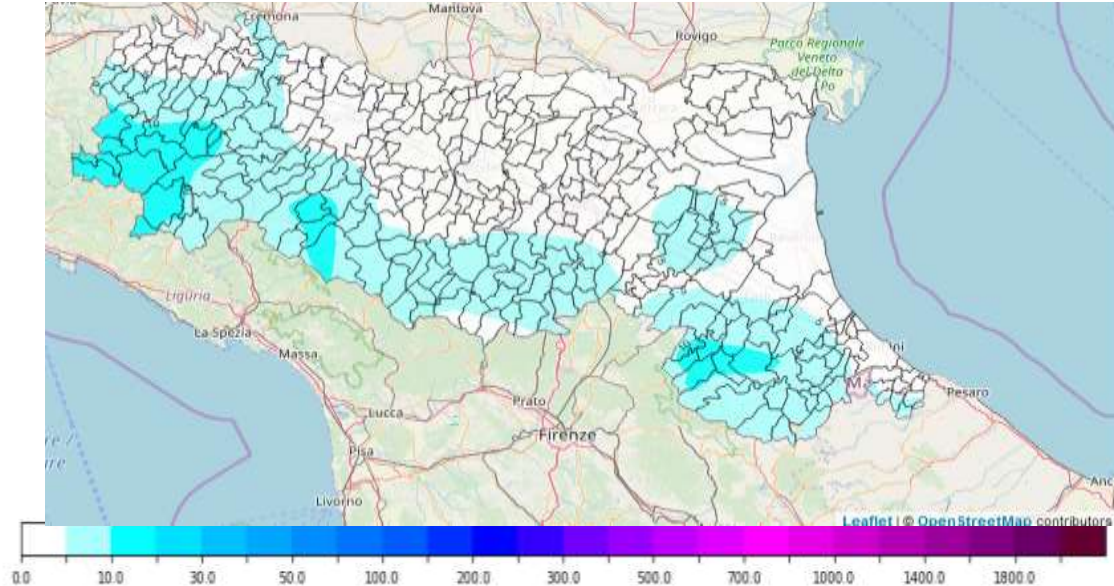 Cremona
Mantova
Rovigo
Parco Regionale
Veneto
del Delta
Po
Liguria
La Spezia
Massa
Lucca
Prato
Firenze
Pisa
Livorno
Pesaro
Anc
Leaflet | © OpenStreetMap contributors
0.0 10.0 30.0 50.0 100.0 200.0 300.0 500.0 700.0 1000.0 1400.0 1800.0